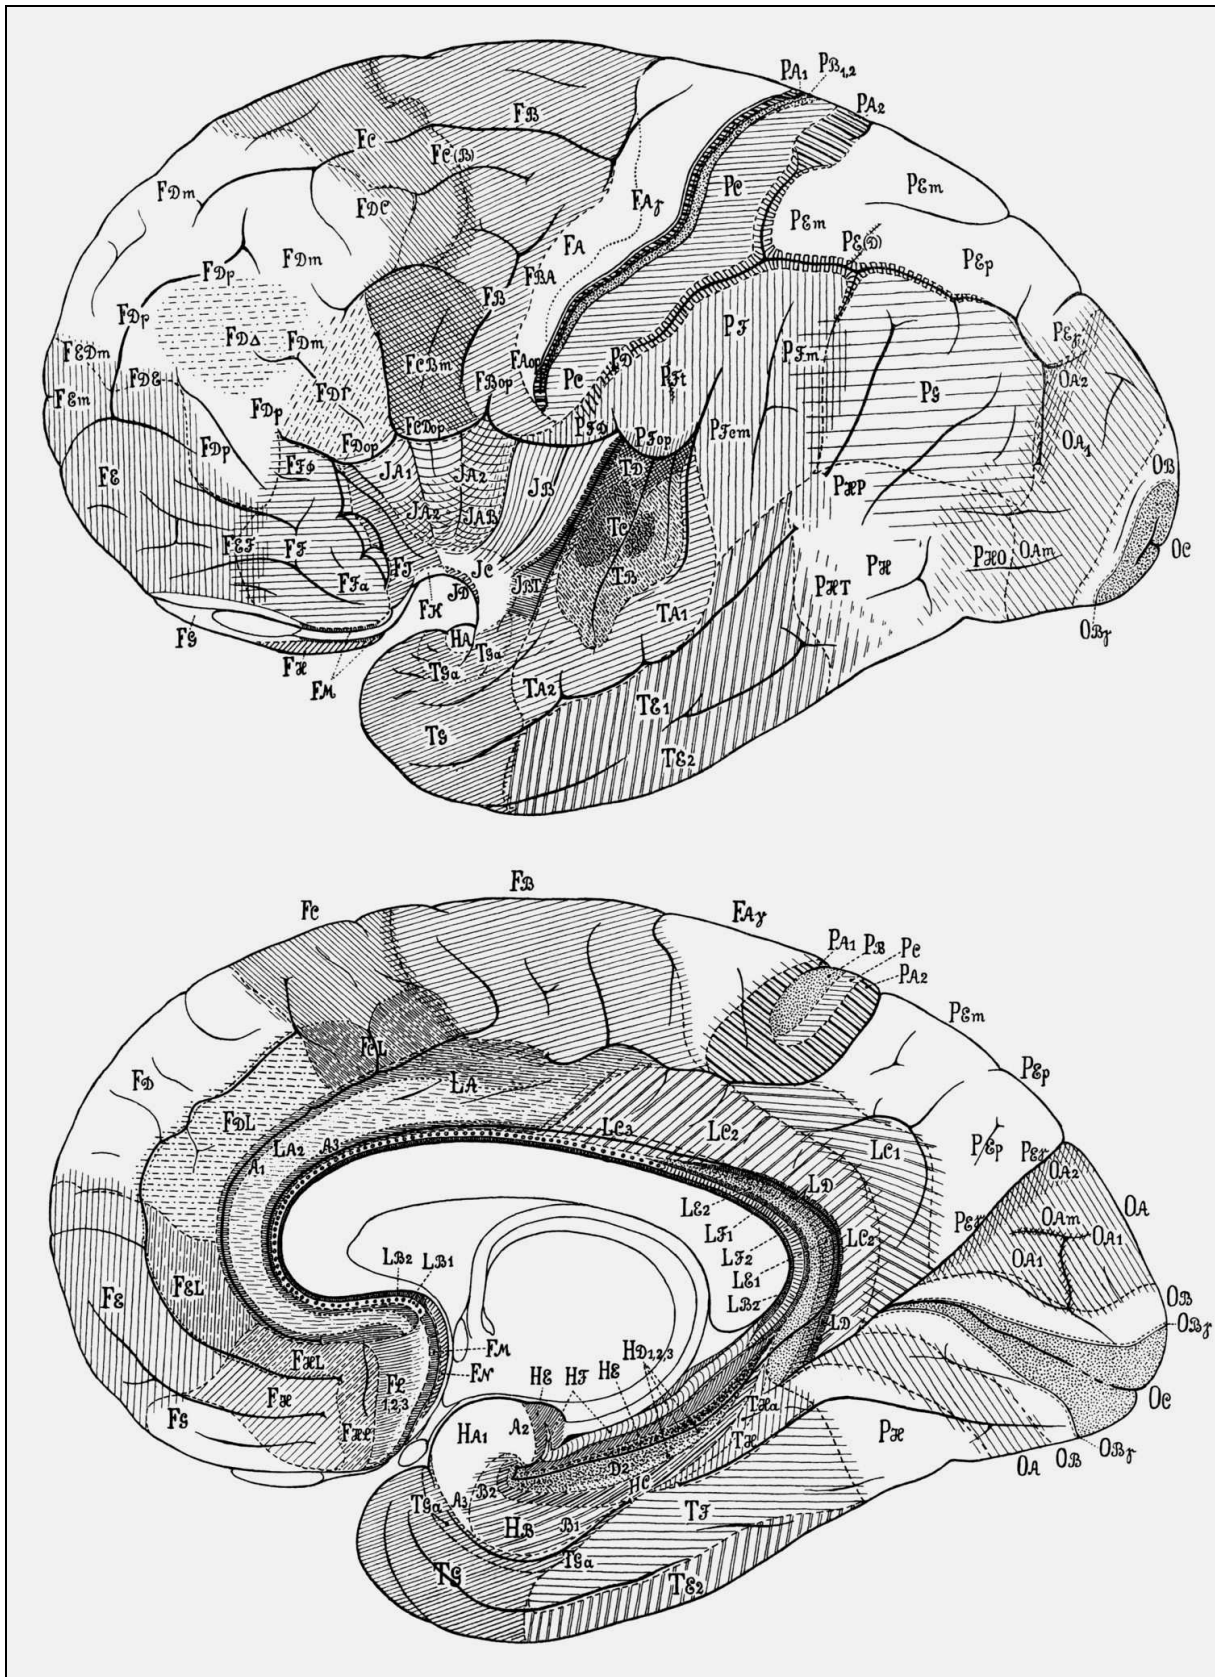 PA1
PB1,2
PA2
FB
FC
FC(B)
FDm
FDC
FAγ
PC
PEm
PEm
FA
PE(D)
PEp
FDp
FDm
FBA
FB
FDp
FDΔ
FDm
PF
PFm
PEγ
FEDm
FDE
FCBm
FAop
PD
PFt
OA2
FEm
FDΓ
FBop
PC
PG
FDp
FCDop
PFD
PFop
PFcm
OA1
FDp
FDop
JA1
JA2
TD
FE
FFΦ
JB
PHP
OB
JA2
JAB
TC
FEF
FF
PHO
OAm
OC
FFa
FJ
JC
JBT
TB
PH
FK
JD
PHT
TA1
OBγ
FG
HA
TGa
FH
TGa
FM
TA2
TE1
TG
TE2
FB
FC
FAγ
PA1
PB
PC
PA2
PEm
FCL
PEp
FD
LA
FDL
LC3
LC2
LC1
PEp
LA2
A3
A1
PEγ
OA2
LD
LE2
PEγ
OAm
OA
LF1
LC2
OA1
OA1
LB2
LB1
LF2
FEL
LE1
FE
LB2
OB
LD
OBγ
FM
FHL
FN
HE
HF
HE
HD1,2,3
FH
FL
1,2,3
THa
OC
FG
FHL
HA1
A2
TH
PH
D2
OBγ
HC
OB
OA
TGa
A3
B2
TF
HB
B1
TG
TGa
TE2